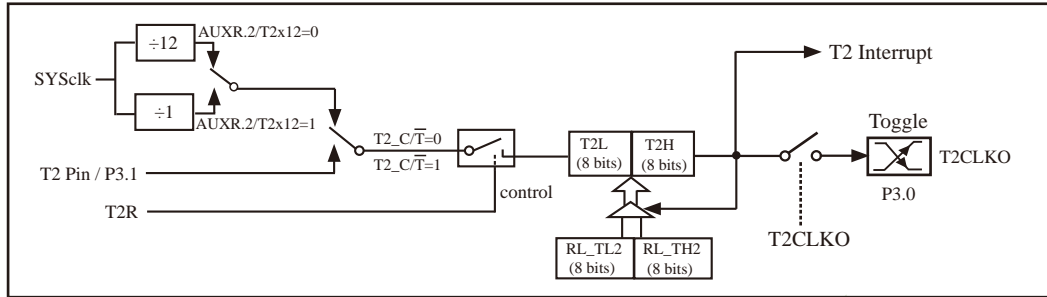 ÷12
AUXR.2/T2x12=0
SYSclk
÷1
AUXR.2/T2x12=1
T2 Interrupt
T2_C/T̅=0
T2_C/T̅=1
T2L
(8 bits)
T2H
(8 bits)
Toggle
T2CLKO
P3.0
T2 Pin / P3.1
control
T2R
T2CLKO
RL_TL2
(8 bits)
RL_TH2
(8 bits)